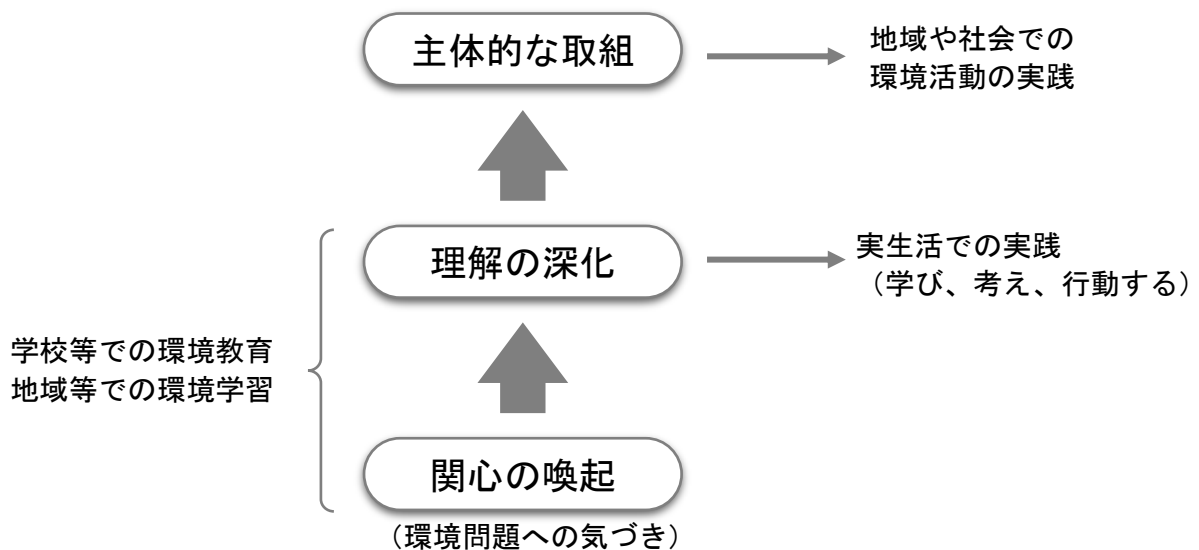 主体的な取組
地域や社会での
環境活動の実践
理解の深化
実生活での実践
（学び、考え、行動する）
学校等での環境教育
地域等での環境学習
関心の喚起
（環境問題への気づき）